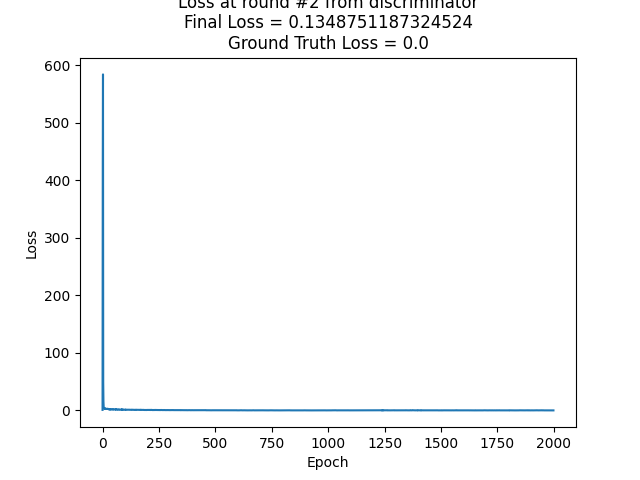 Loss at round #2 from discriminator
Final Loss = 0.1348751187324524
Ground Truth Loss = 0.0
600
500
400
300
200
100
0
Loss
0 250 500 750 1000 1250 1500 1750 2000
Epoch